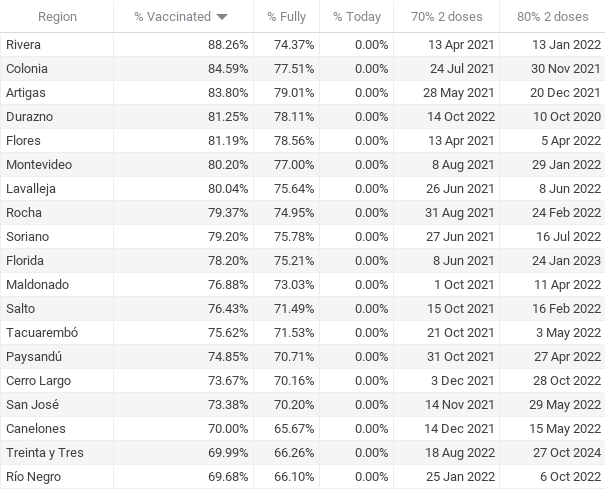 Region % Vaccinated % Fully % Today 70% 2 doses 80% 2 doses
Rivera 88.26% 74.37% 0.00% 13 Apr 2021 13 Jan 2022
Colonia 84.59% 77.51% 0.00% 24 Jul 2021 30 Nov 2021
Artigas 83.80% 79.01% 0.00% 28 May 2021 20 Dec 2021
Durazno 81.25% 78.11% 0.00% 14 Oct 2022 10 Oct 2020
Flores 81.19% 78.56% 0.00% 13 Apr 2021 5 Apr 2022
Montevideo 80.20% 77.00% 0.00% 8 Aug 2021 29 Jan 2022
Lavalleja 80.04% 75.64% 0.00% 26 Jun 2021 8 Jun 2022
Rocha 79.37% 74.95% 0.00% 31 Aug 2021 24 Feb 2022
Soriano 79.20% 75.78% 0.00% 27 Jun 2021 16 Jul 2022
Florida 78.20% 75.21% 0.00% 8 Jun 2021 24 Jan 2023
Maldonado 76.88% 73.03% 0.00% 1 Oct 2021 11 Apr 2022
Salto 76.43% 71.49% 0.00% 15 Oct 2021 16 Feb 2022
Tacuarembó 75.62% 71.53% 0.00% 21 Oct 2021 3 May 2022
Paysandú 74.85% 70.71% 0.00% 31 Oct 2021 27 Apr 2022
Cerro Largo 73.67% 70.16% 0.00% 3 Dec 2021 28 Oct 2022
San José 73.38% 70.20% 0.00% 14 Nov 2021 29 May 2022
Canelones 70.00% 65.67% 0.00% 14 Dec 2021 15 May 2022
Treinta y Tres 69.99% 66.26% 0.00% 18 Aug 2022 27 Oct 2024
Río Negro 69.68% 66.10% 0.00% 25 Jan 2022 6 Oct 2022